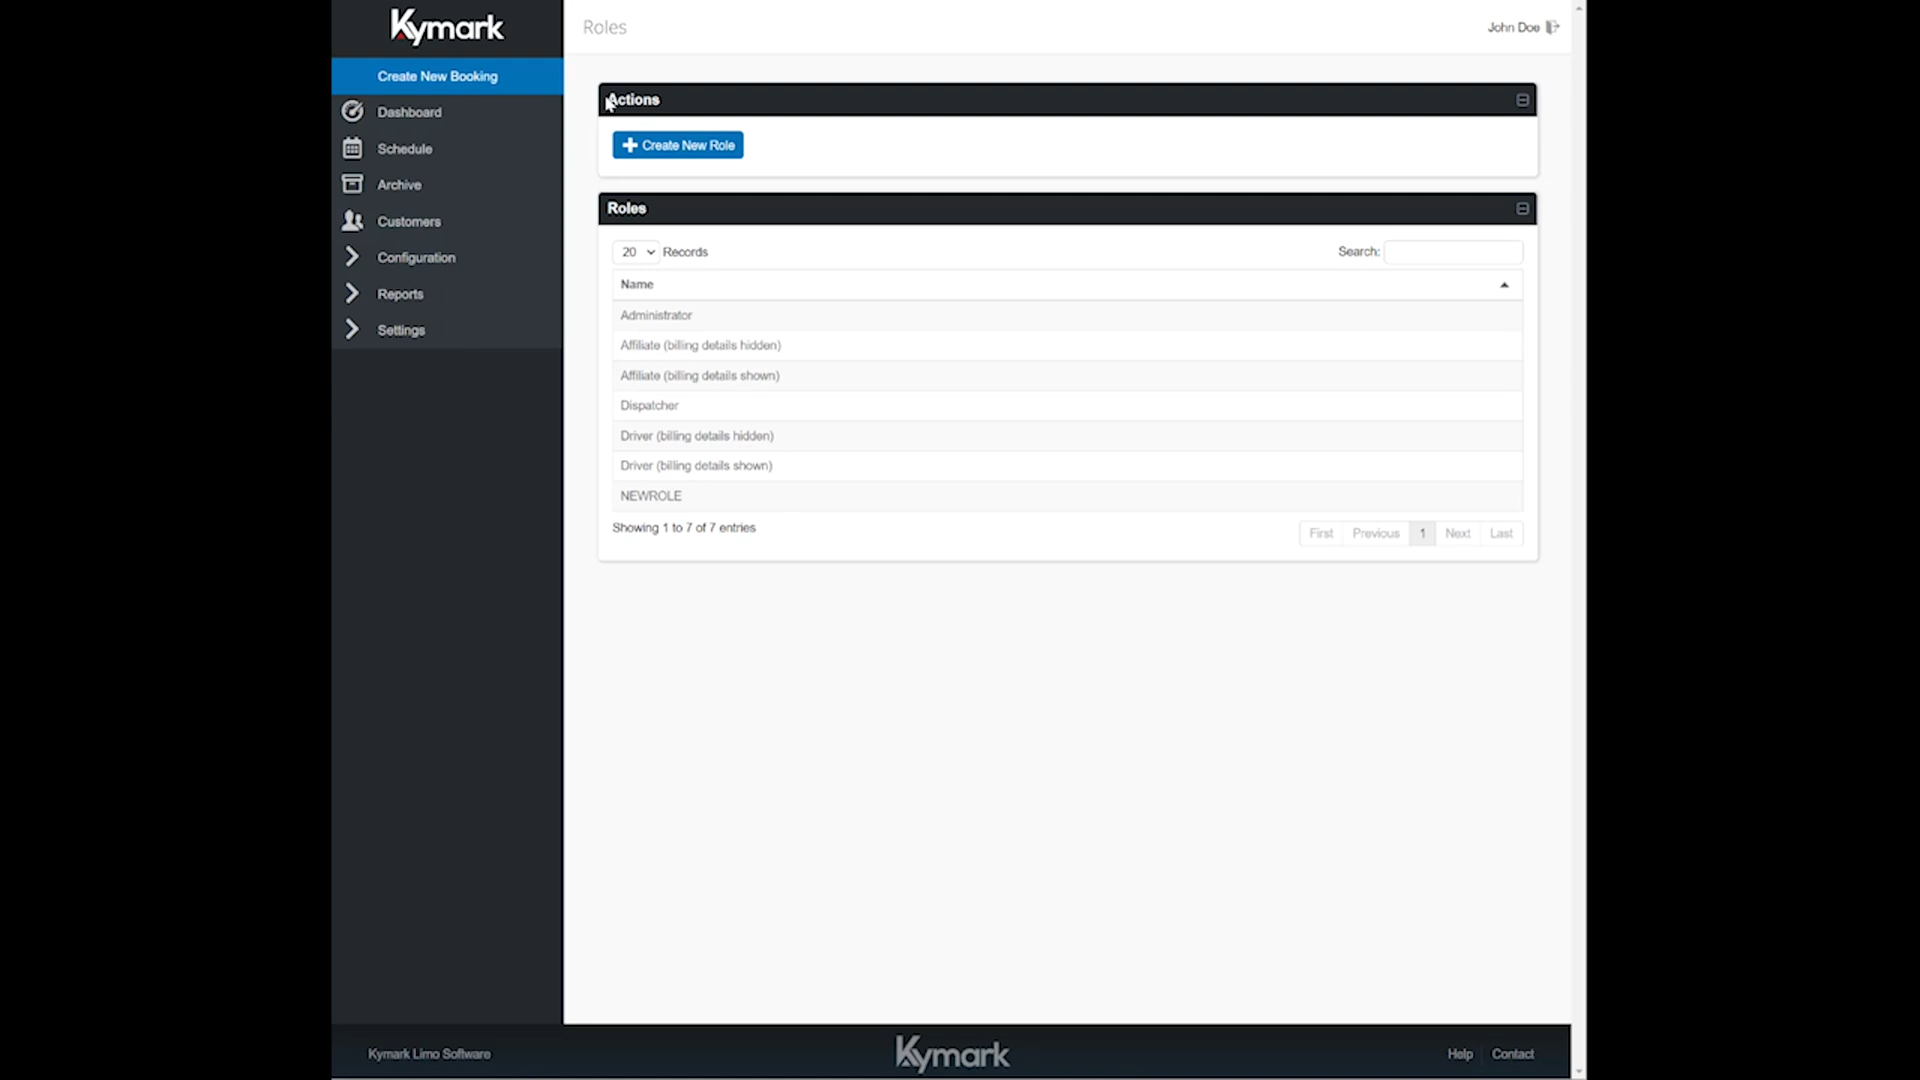 Kymark
Roles
John Doe
Create New Booking
Dashboard
Schedule
Archive
Customers
Configuration
Reports
Settings
Actions
Create New Role
Roles
20 Records
Search:
Name
Administrator
Affiliate (billing details hidden)
Affiliate (billing details shown)
Dispatcher
Driver (billing details hidden)
Driver (billing details shown)
NEWROLE
Showing 1 to 7 of 7 entries
First Previous 1 Next Last
Kymark Limo Software
Kymark
Help Contact